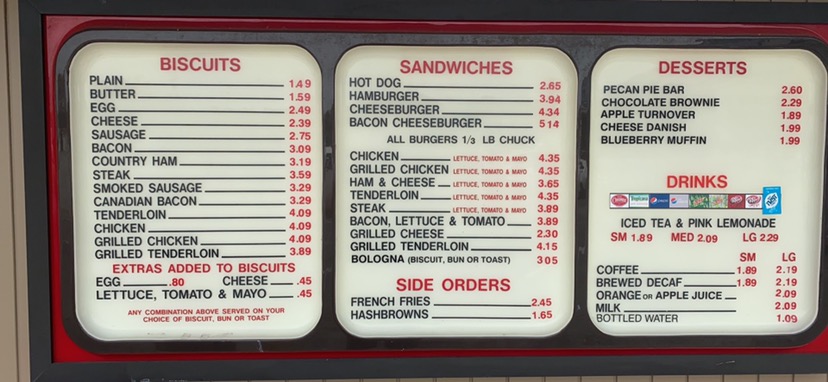 BISCUITS
PLAIN 1.49
BUTTER 1.59
EGG 2.49
CHEESE 2.39
SAUSAGE 2.75
BACON 3.09
COUNTRY HAM 3.19
STEAK 3.59
SMOKED SAUSAGE 3.29
CANADIAN BACON 3.29
TENDERLOIN 4.09
CHICKEN 4.09
GRILLED CHICKEN 4.09
GRILLED TENDERLOIN 3.89
EXTRAS ADDED TO BISCUITS
EGG .80 CHEESE .45
LETTUCE, TOMATO & MAYO .45
ANY COMBINATION ABOVE SERVED ON YOUR
CHOICE OF BISCUIT, BUN OR TOAST
SANDWICHES
HOT DOG 2.65
HAMBURGER 3.94
CHEESEBURGER 4.34
BACON CHEESEBURGER 5 14
ALL BURGERS 1/3 LB CHUCK
CHICKEN LETTUCE, TOMATO & MAYO 4.35
GRILLED CHICKEN LETTUCE, TOMATO & MAYO 4.35
HAM & CHEESE LETTUCE, TOMATO & MAYO 3.65
TENDERLOIN LETTUCE, TOMATO & MAYO 4.35
STEAK LETTUCE, TOMATO & MAYO 3.89
BACON, LETTUCE & TOMATO 3.89
GRILLED CHEESE 2.30
GRILLED TENDERLOIN 4.15
BOLOGNA (BISCUIT, BUN OR TOAST) 3 05
SIDE ORDERS
FRENCH FRIES 2.45
HASHBROWNS 1.65
DESSERTS
PECAN PIE BAR 2.60
CHOCOLATE BROWNIE 2.29
APPLE TURNOVER 1.89
CHEESE DANISH 1.99
BLUEBERRY MUFFIN 1.99
DRINKS
ICED TEA & PINK LEMONADE
SM 1.89 MED 2.09 LG 2.29
SM LG
COFFEE 1.89 2.19
BREWED DECAF 1.89 2.19
ORANGE OR APPLE JUICE 2.09
MILK 2.09
BOTTLED WATER 1.09